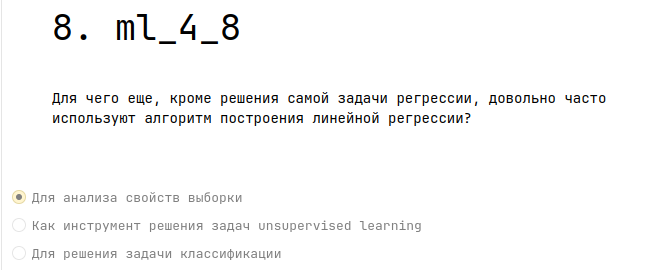 8. ml_4_8
Для чего еще, кроме решения самой задачи регрессии, довольно часто
используют алгоритм построения линейной регрессии?
Для анализа свойств выборки
Как инструмент решения задач unsupervised learning
Для решения задачи классификации